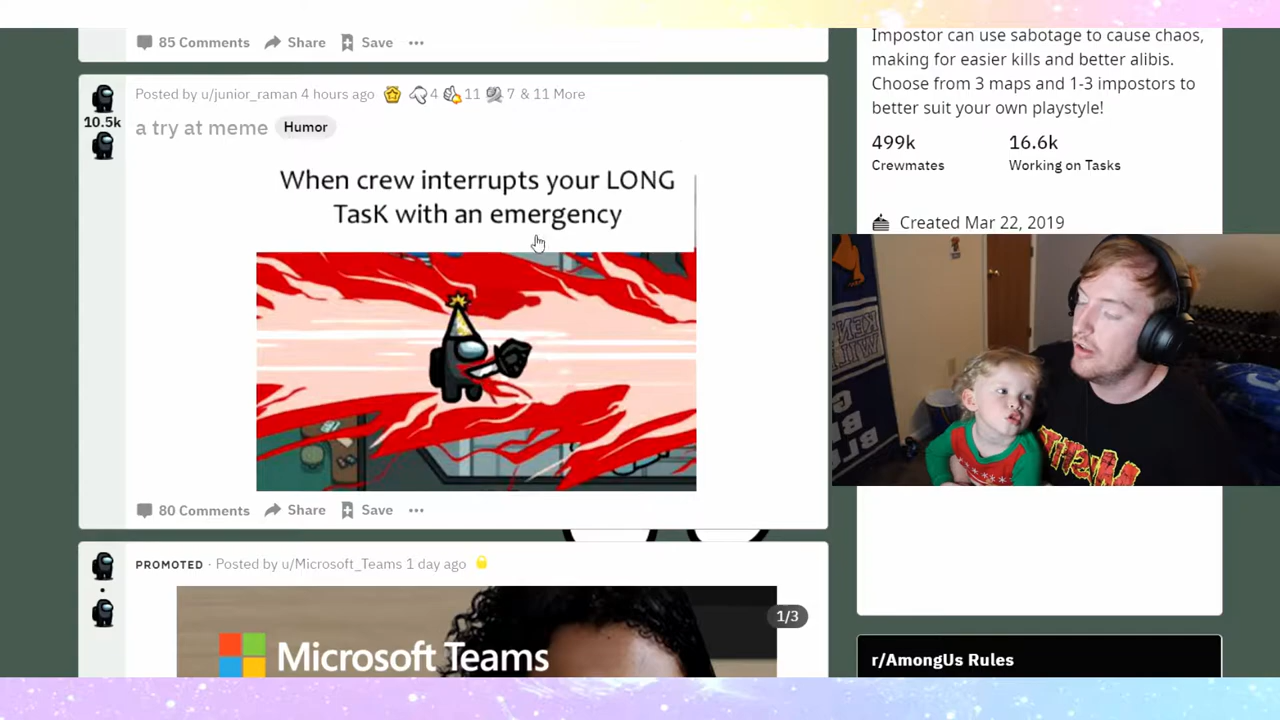 85 Comments Share Save
Impostor can use sabotage to cause chaos,
making for easier kills and better alibis.
Choose from 3 maps and 1-3 impostors to
better suit your own playstyle!
499k 16.6k
Crewmates Working on Tasks
Created Mar 22, 2019
Posted by u/junior_raman 4 hours ago 4 11 7 & 11 More
10.5k
a try at meme Humor
When crew interrupts your LONG
TasK with an emergency
80 Comments Share Save
PROMOTED · Posted by u/Microsoft_Teams 1 day ago
1/3
Microsoft Teams
r/AmongUs Rules